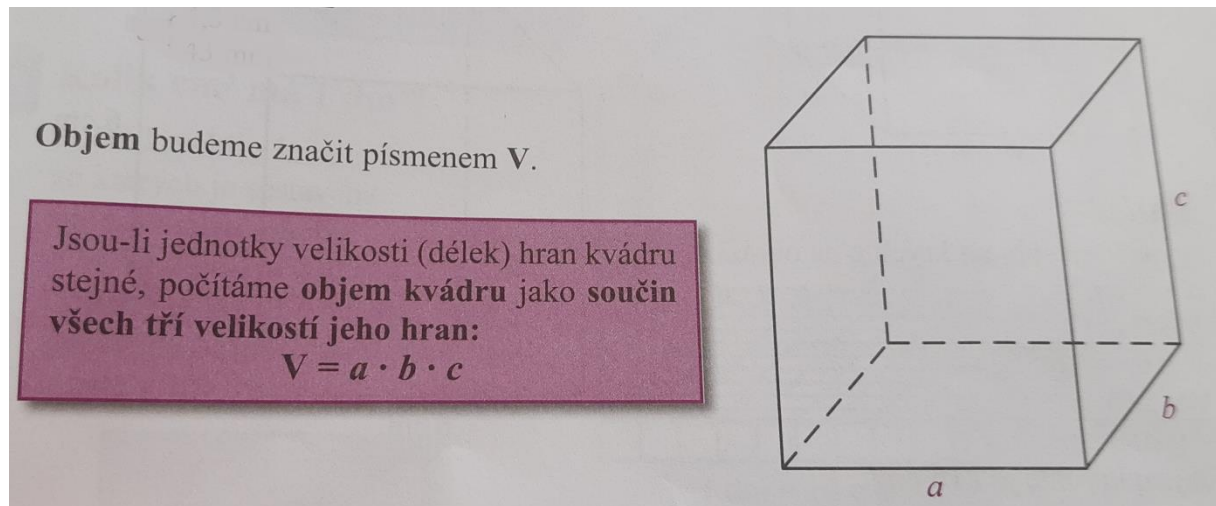 Objem budeme značit písmenem V.
Jsou-li jednotky velikosti (délek) hran kvádru
stejné, počítáme objem kvádru jako součin
všech tří velikostí jeho hran:
V = a · b · c
c
b
a